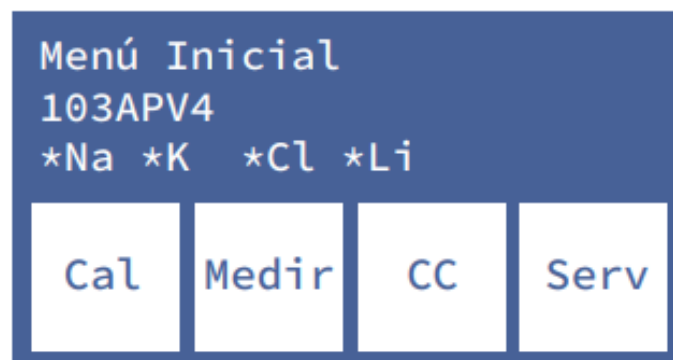 Menú Inicial
103APV4
*Na *K  *Cl *Li
Cal Medir CC Serv